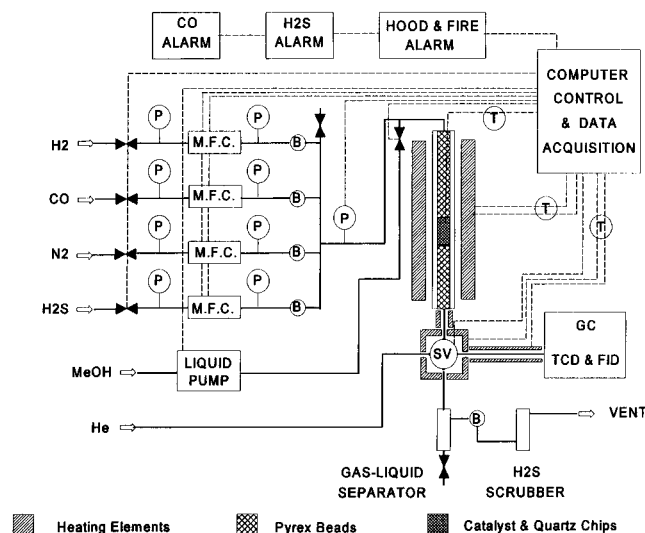 CO
ALARM
H2S
ALARM
HOOD & FIRE
ALARM
COMPUTER
CONTROL
& DATA
ACQUISITION
P
P
P
T
H2
M.F.C.
B
P
P
CO
M.F.C.
B
P
T
T
P
P
N2
M.F.C.
B
P
P
H2S
M.F.C.
B
GC
TCD & FID
SV
MeOH
LIQUID
PUMP
He
B
VENT
GAS-LIQUID
SEPARATOR
H2S
SCRUBBER
Heating Elements
Pyrex Beads
Catalyst & Quartz Chips